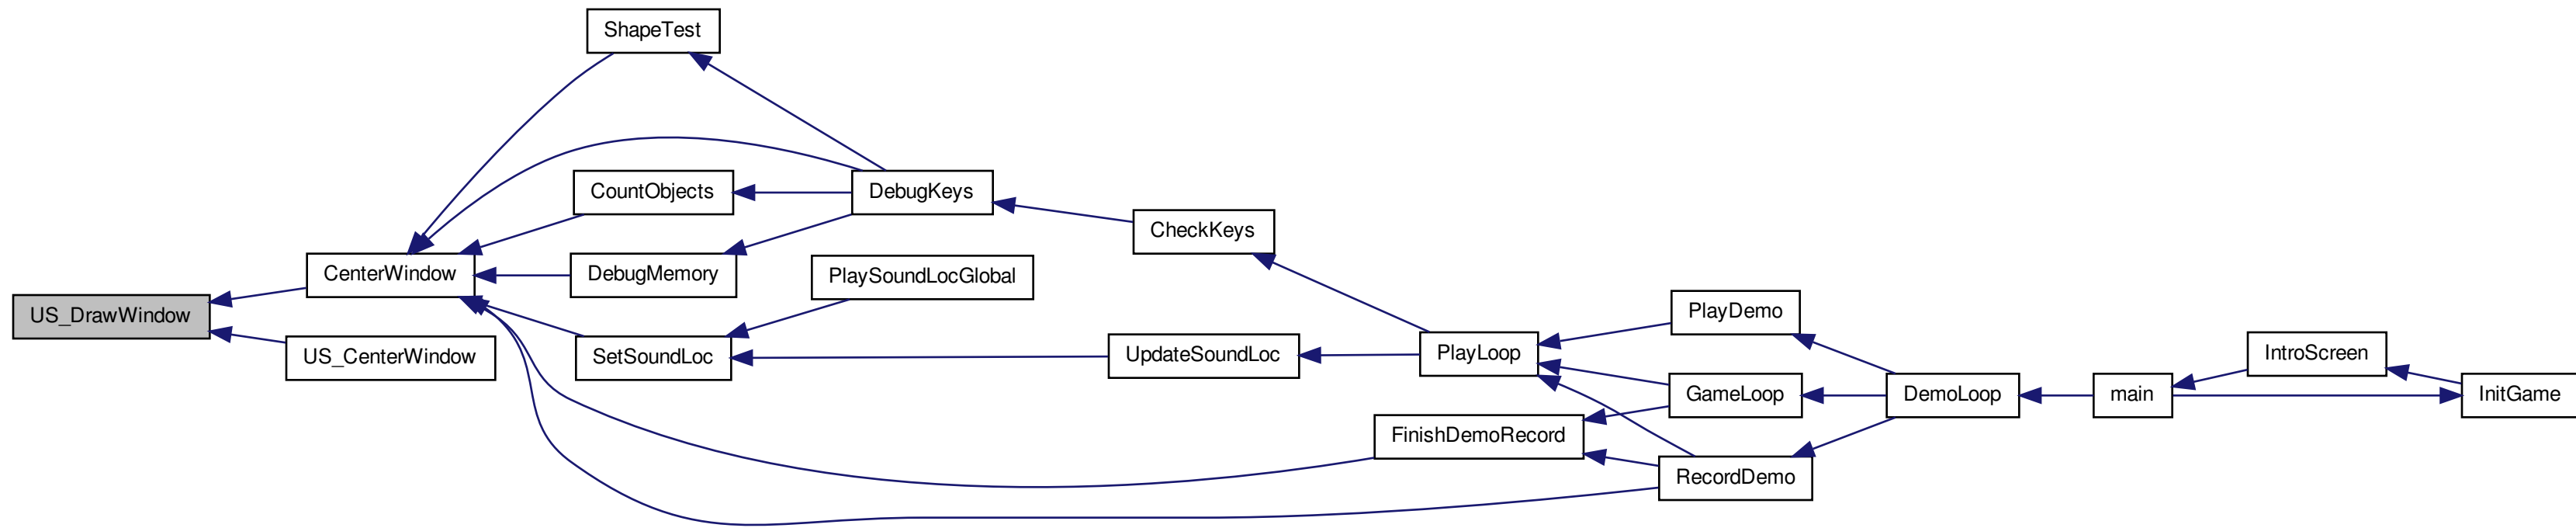 ShapeTest
CountObjects
DebugKeys
CheckKeys
CenterWindow
DebugMemory
PlaySoundLocGlobal
US_DrawWindow
US_CenterWindow
SetSoundLoc
UpdateSoundLoc
PlayLoop
PlayDemo
IntroScreen
GameLoop
DemoLoop
main
InitGame
FinishDemoRecord
RecordDemo